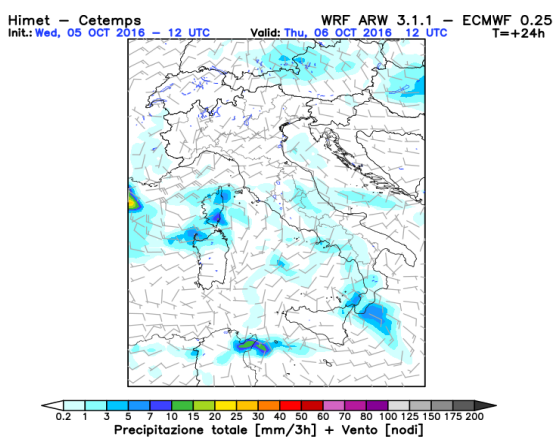 Himet – Cetemps WRF ARW 3.1.1 – ECMWF 0.25
Init.: Wed, 05 OCT 2016 – 12 UTC Valid: Thu, 06 OCT 2016 12 UTC T=+24h
0.2 1 3 5 7 10 15 20 25 30 40 50 60 70 80 100 125 150 175 200
Precipitazione totale [mm/3h] + Vento [nodi]